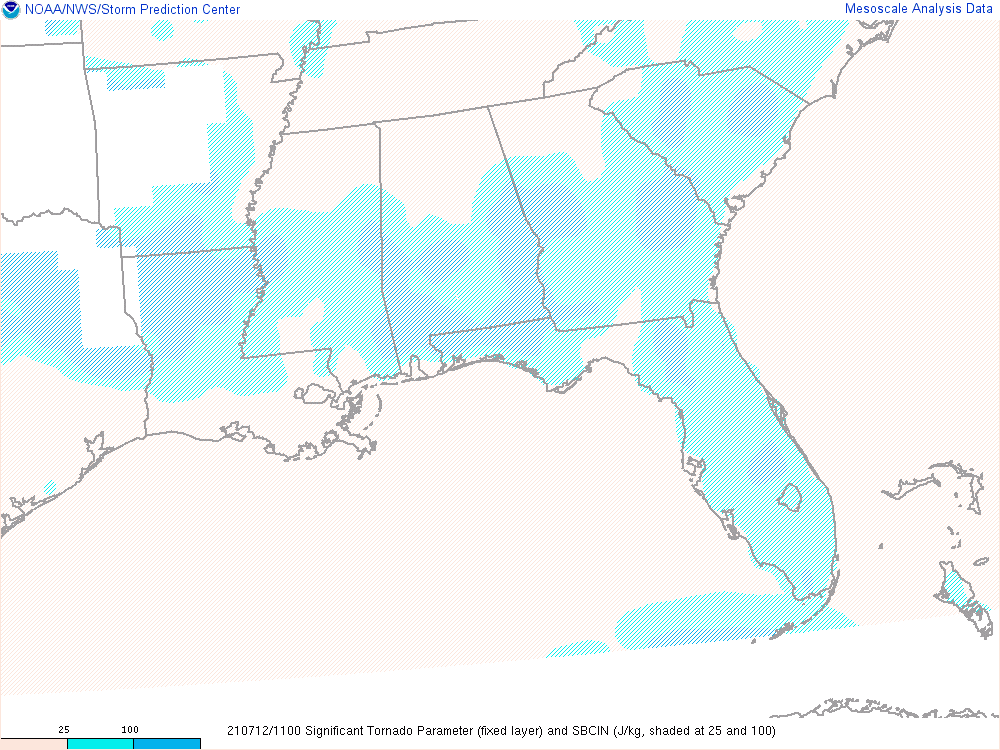 NOAA/NWS/Storm Prediction Center
Mesoscale Analysis Data
25 100
210712/1100 Significant Tornado Parameter (fixed layer) and SBCIN (J/kg, shaded at 25 and 100)